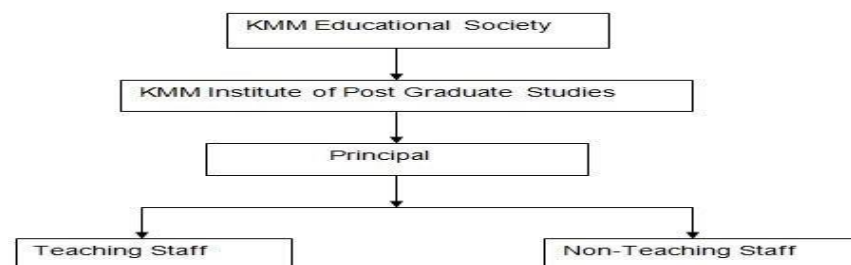 KMM Educational Society
KMM Institute of Post Graduate Studies
Principal
Teaching Staff
Non-Teaching Staff